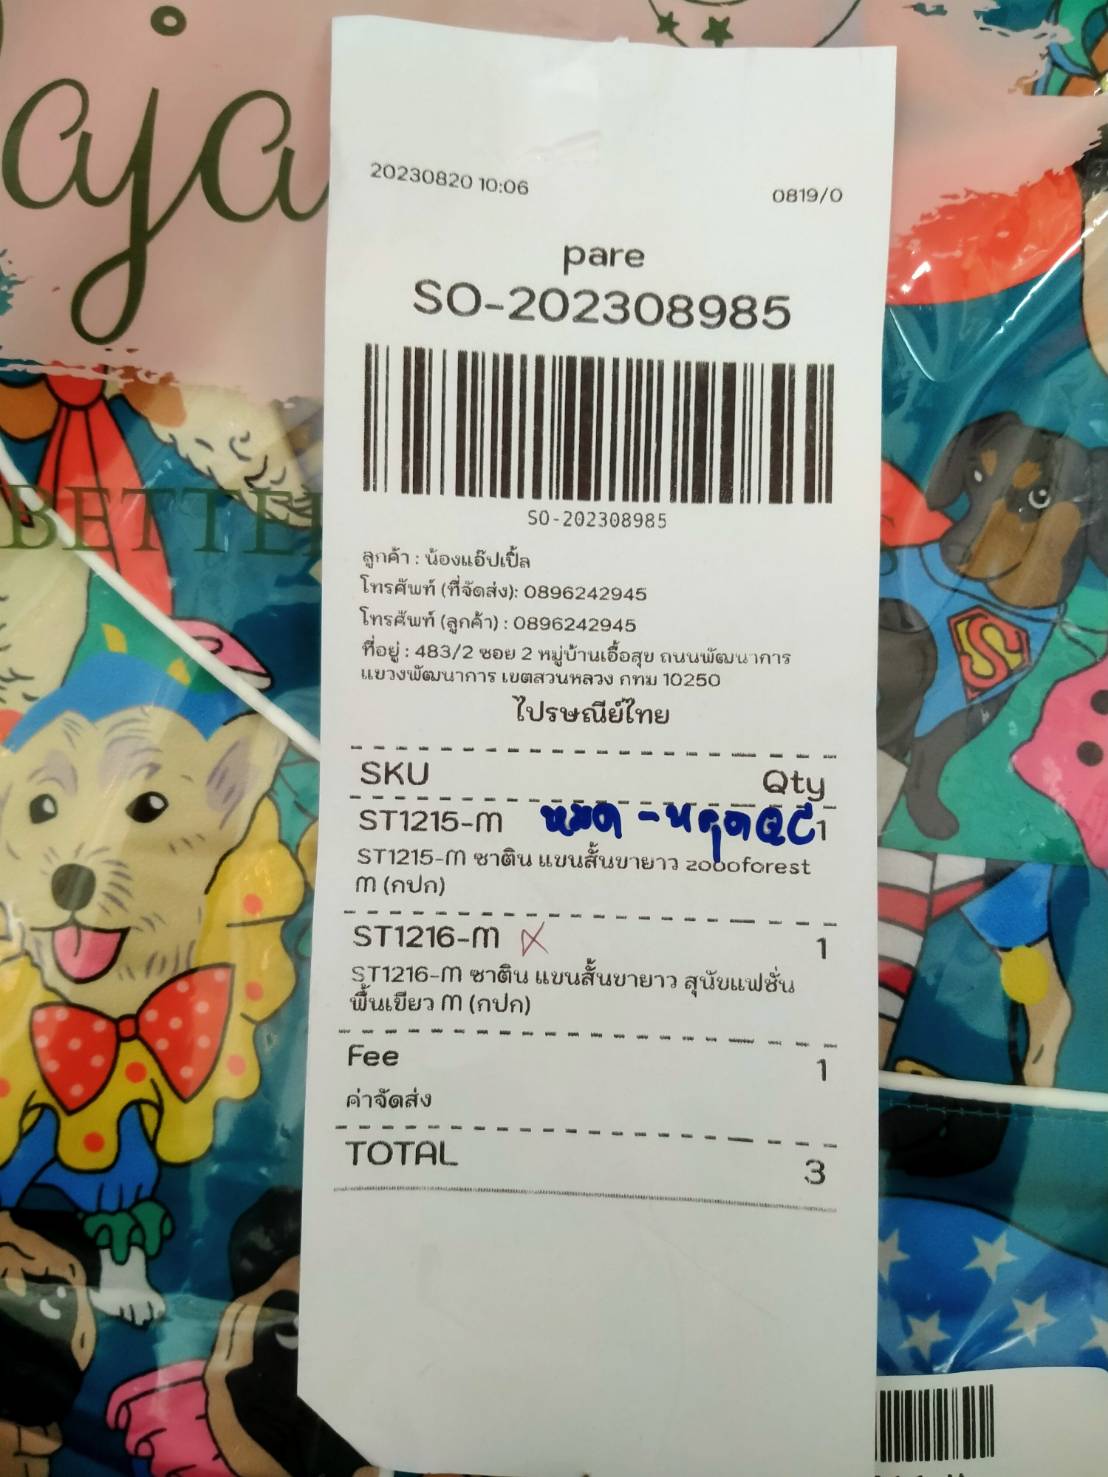 aja
BETTE
20230820 10:06
0819/0
pare
SO-202308985
SO-202308985
ลูกค้า : น้องแอ๊ปเปิ้ล
โทรศัพท์ (ที่จัดส่ง): 0896242945
โทรศัพท์ (ลูกค้า) : 0896242945
ที่อยู่ : 483/2 ซอย 2 หมู่บ้านเอื้อสุข ถนนพัฒนาการ
แขวงพัฒนาการ เขตสวนหลวง กทม 10250
ไปรษณีย์ไทย
SKU Qty
ST1215-m หมด - หลุดQC 1
ST1215-m ซาติน แขนสั้นขายาว zoooforest
m (กปก)
ST1216-m 1
ST1216-m ซาติน แขนสั้นขายาว สุนัขแฟชั่น
พื้นเขียว m (กปก)
Fee 1
ค่าจัดส่ง
TOTAL 3